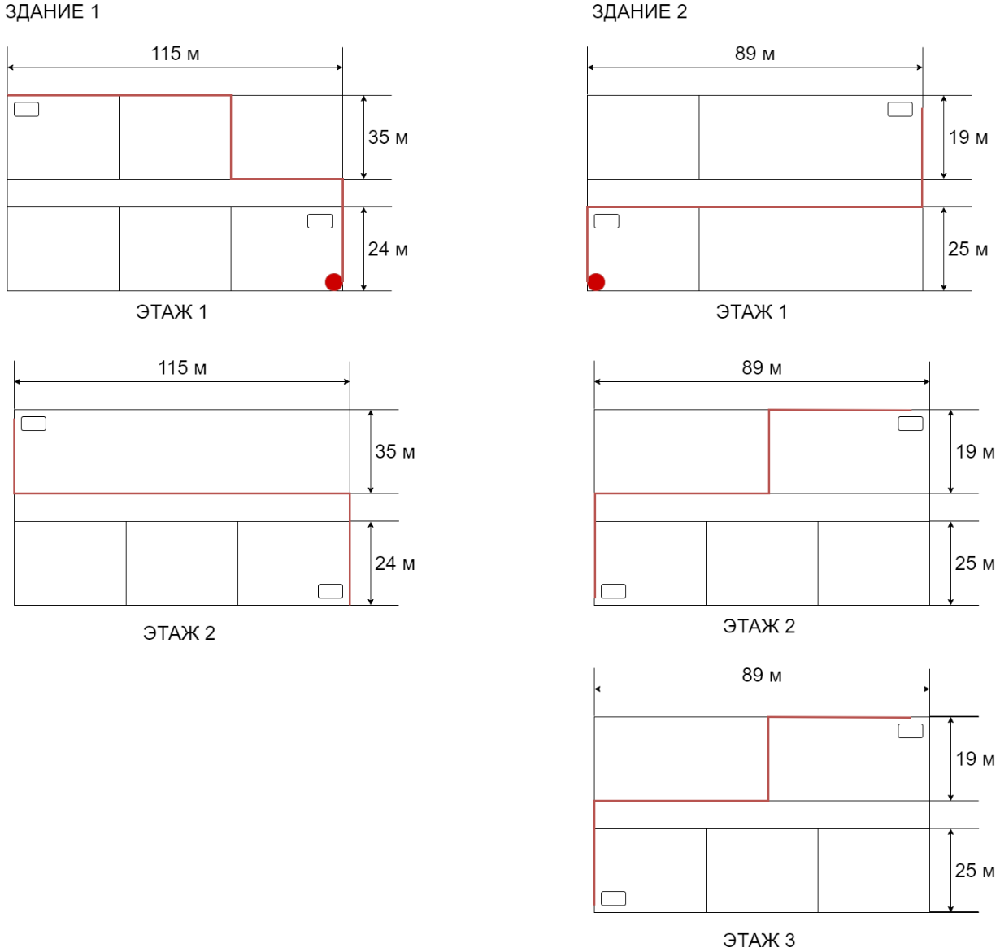 ЗДАНИЕ 1
115 м
35 м
24 м
ЭТАЖ 1
115 м
35 м
24 м
ЭТАЖ 2
ЗДАНИЕ 2
89 м
19 м
25 м
ЭТАЖ 1
89 м
19 м
25 м
ЭТАЖ 2
89 м
19 м
25 м
ЭТАЖ 3